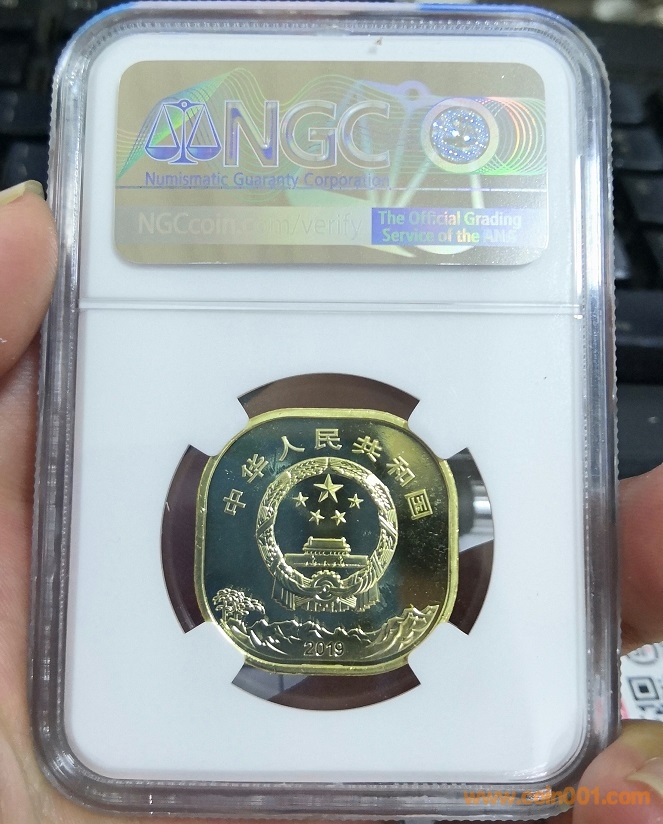 NGC
Numismatic Guaranty Corporation
NGCcoin.com/verify
The Official Grading
Service of the ANA
中华人民共和国
2019
www.coin001.com